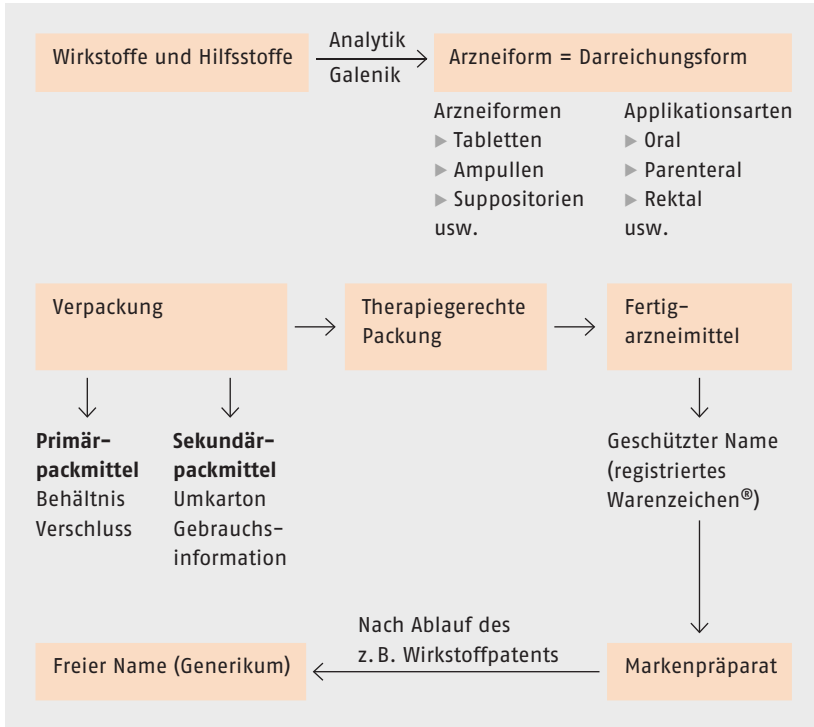 Wirkstoffe und Hilfsstoffe
Analytik
Galenik
Arzneiform = Darreichungsform
Arzneiformen
▶ Tabletten
▶ Ampullen
▶ Suppositorien
usw.
Applikationsarten
▶ Oral
▶ Parenteral
▶ Rektal
usw.
Verpackung
Therapiegerechte
Packung
Fertig-
arzneimittel
Primär-
packmittel
Behältnis
Verschluss
Sekundär-
packmittel
Umkarton
Gebrauchs-
information
Geschützter Name
(registriertes
Warenzeichen®)
Nach Ablauf des
z. B. Wirkstoffpatents
Freier Name (Generikum)
Markenpräparat